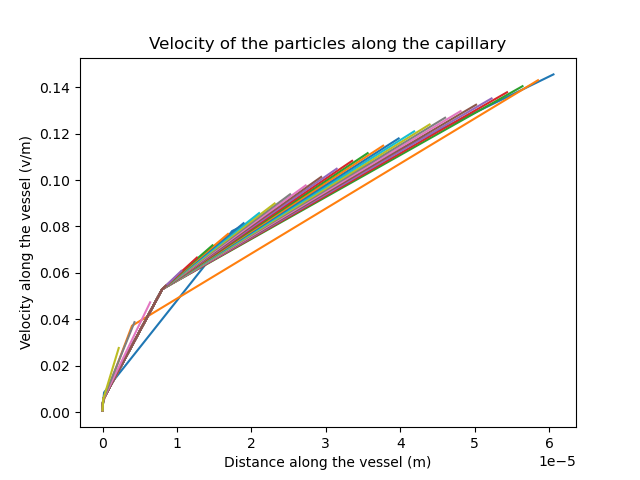 Velocity of the particles along the capillary
Velocity along the vessel (v/m)
0.14
0.12
0.10
0.08
0.06
0.04
0.02
0.00
0 1 2 3 4 5 6
1e−5
Distance along the vessel (m)